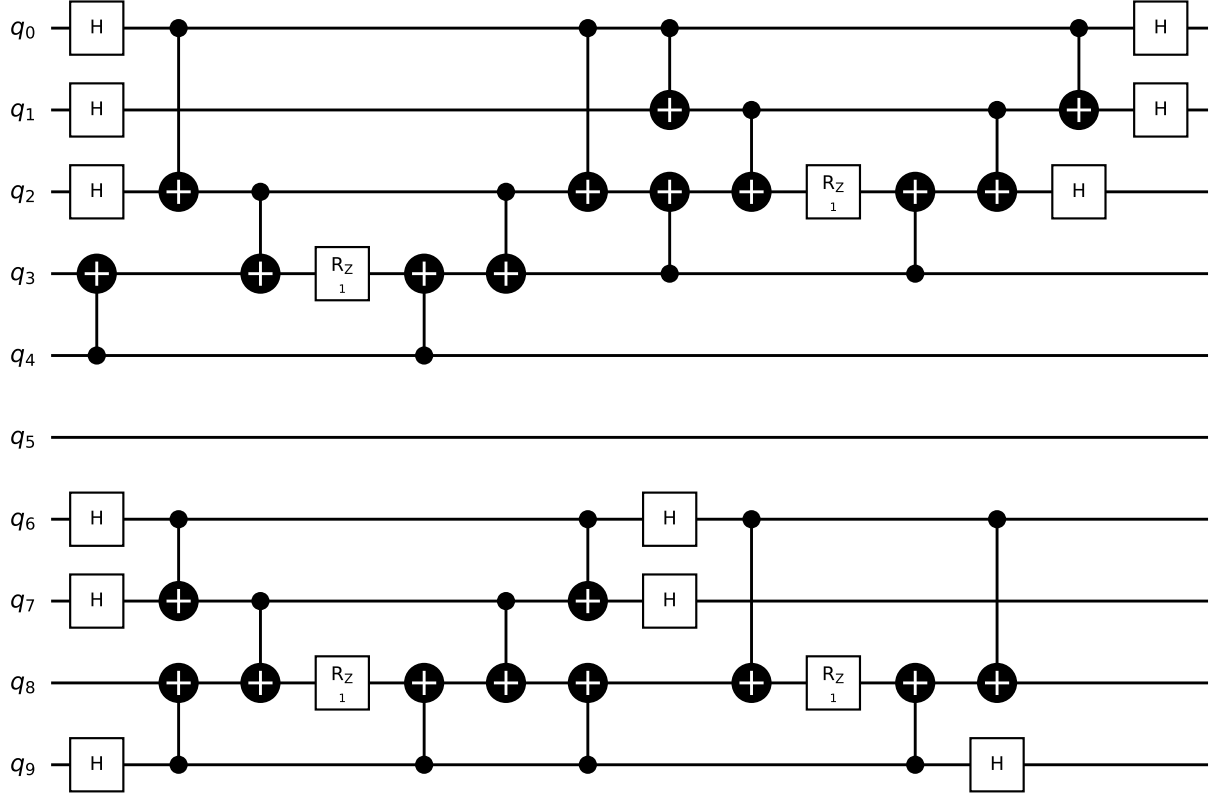 q0 H H
q1 H H
q2 H RZ 1 H
q3 RZ 1
q4
q5
q6 H H
q7 H H
q8 RZ 1 RZ 1
q9 H H